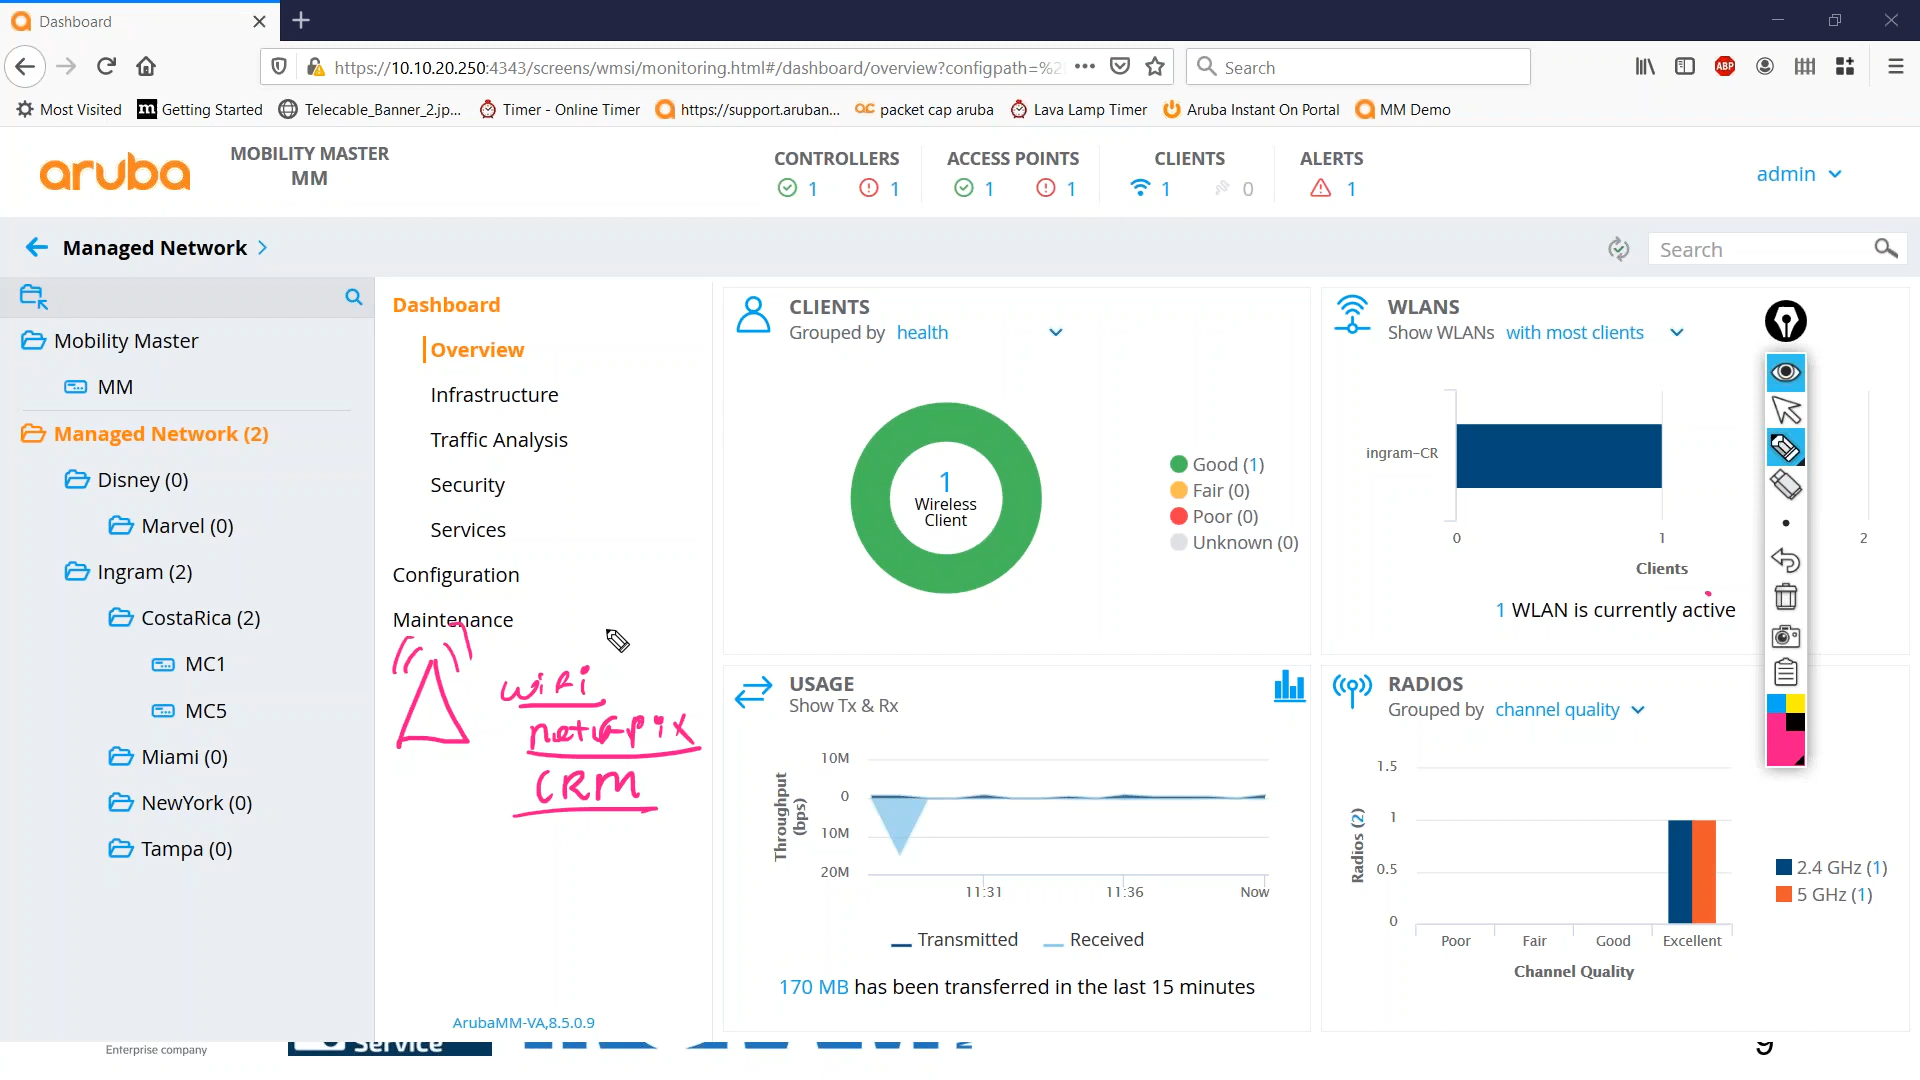 Dashboard
https://10.10.20.250:4343/screens/wmsi/monitoring.html#/dashboard/overview?configpath=%2
Search
Most Visited
Getting Started
Telecable_Banner_2.jp...
Timer - Online Timer
https://support.aruban...
packet cap aruba
Lava Lamp Timer
Aruba Instant On Portal
MM Demo
aruba
MOBILITY MASTER
MM
CONTROLLERS
1 1
ACCESS POINTS
1 1
CLIENTS
1 0
ALERTS
1
admin
Managed Network
Search
Mobility Master
MM
Managed Network (2)
Disney (0)
Marvel (0)
Ingram (2)
CostaRica (2)
MC1
MC5
Miami (0)
NewYork (0)
Tampa (0)
Dashboard
Overview
Infrastructure
Traffic Analysis
Security
Services
Configuration
Maintenance
wifi
CRM
ArubaMM-VA,8.5.0.9
CLIENTS
Grouped by health
1
Wireless
Client
Good (1)
Fair (0)
Poor (0)
Unknown (0)
WLANS
Show WLANs with most clients
ingram-CR
0 1 2
Clients
1 WLAN is currently active
USAGE
Show Tx & Rx
Throughput
(bps)
10M
0
10M
20M
11:31 11:36 Now
Transmitted Received
170 MB has been transferred in the last 15 minutes
RADIOS
Grouped by channel quality
Radios (2)
1.5
1
0.5
0
Poor Fair Good Excellent
Channel Quality
2.4 GHz (1)
5 GHz (1)
Enterprise company
Service
9